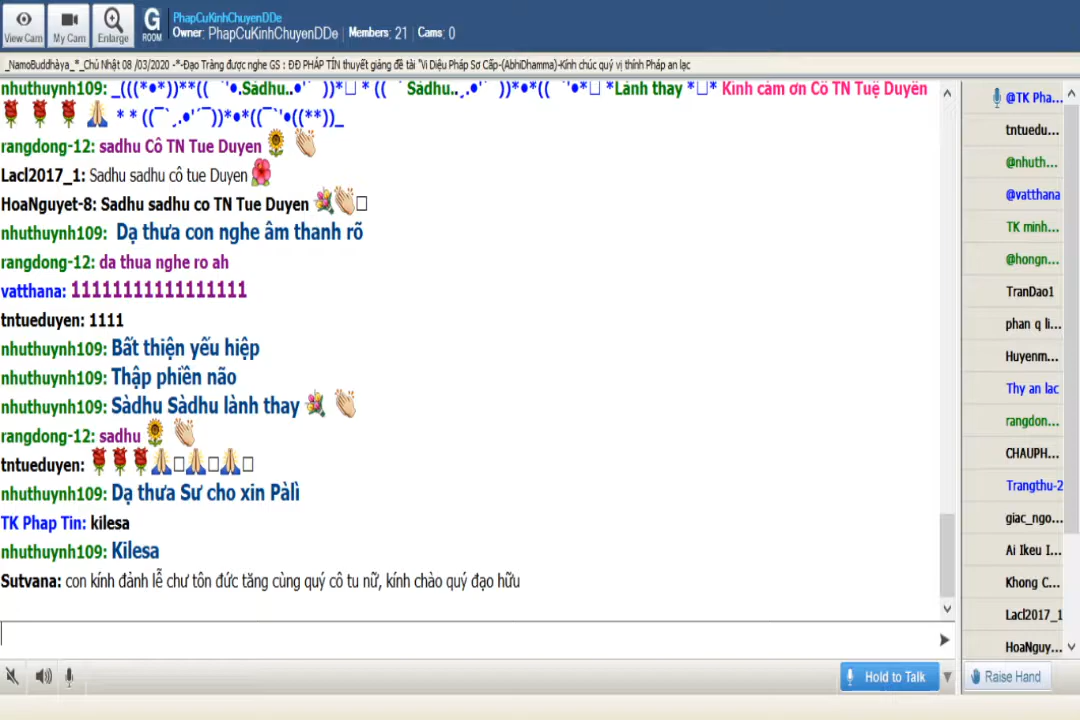 View Cam
My Cam
Enlarge
G
ROOM
PhapCuKinhChuyenDDe
Owner: PhapCuKinhChuyenDDe
Members: 21
Cams: 0
_NamoBuddhàya_*_Chủ Nhật 08 /03/2020 -*-Đạo Tràng được nghe GS : ĐĐ PHÁP TÍN thuyết giảng đề tài "Vi Diệu Pháp Sơ Cấp-(AbhiDhamma)-Kính chúc quý vị thính Pháp an lạc
nhuthuynh109: _(((*•*))**((¨`'•.Sàdhu..•'´¨))*□ * ((¨`Sàdhu..¸.•'´¨))*•*((¨`'•*□ *Lành thay *□* Kính cảm ơn Cô TN Tuệ Duyên
* * ((¯`¸.•'´¯))*•*((¯`'•((**))_
rangdong-12: sadhu Cô TN Tue Duyen
Lacl2017_1: Sadhu sadhu cô tue Duyen
HoaNguyet-8: Sadhu sadhu co TN Tue Duyen
nhuthuynh109: Dạ thưa con nghe âm thanh rõ
rangdong-12: da thua nghe ro ah
vatthana: 11111111111111111
tntueduyen: 1111
nhuthuynh109: Bất thiện yếu hiệp
nhuthuynh109: Thập phiền não
nhuthuynh109: Sàdhu Sàdhu lành thay
rangdong-12: sadhu
tntueduyen:
nhuthuynh109: Dạ thưa Sư cho xin Pàlì
TK Phap Tin: kilesa
nhuthuynh109: Kilesa
Sutvana: con kính đảnh lễ chư tôn đức tăng cùng quý cô tu nữ, kính chào quý đạo hữu
@TK Pha...
tntuedu...
@nhuth...
@vatthana
TK minh...
@hongn...
TranDao1
phan q li...
Huyenm...
Thy an lac
rangdon...
CHAUPH...
Trangthu-2
giac_ngo...
Ai Ikeu I...
Khong C...
Lacl2017_1
HoaNguy...
Hold to Talk
Raise Hand